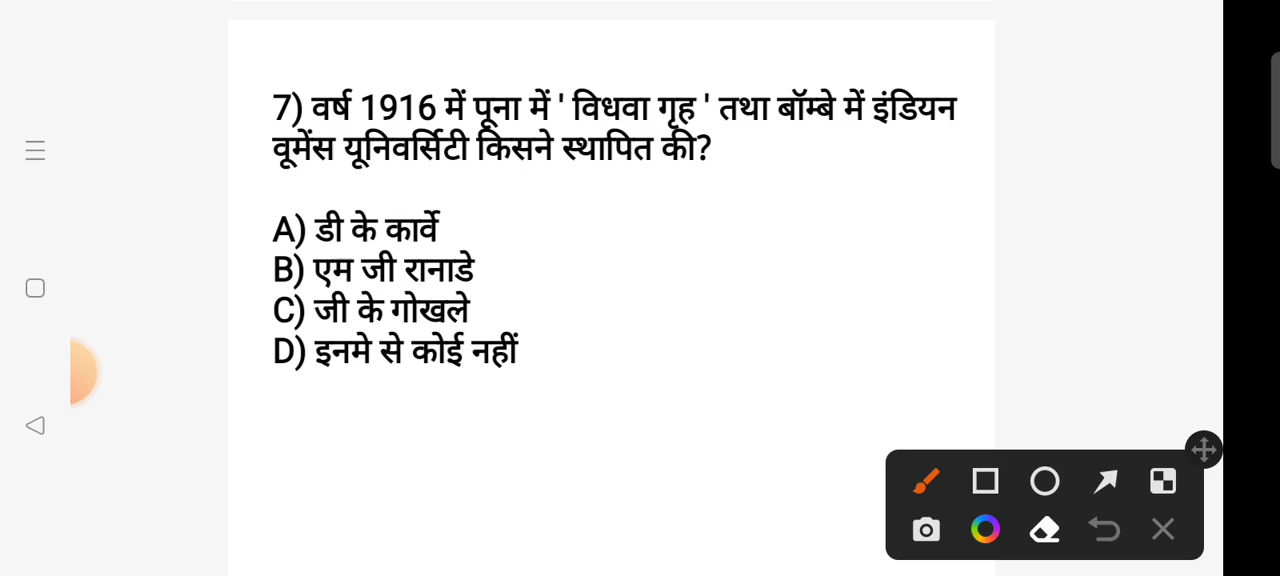 7) वर्ष 1916 में पूना में ' विधवा गृह ' तथा बॉम्बे में इंडियन
वूमेंस यूनिवर्सिटी किसने स्थापित की?
A) डी के कार्वे
B) एम जी रानाडे
C) जी के गोखले
D) इनमे से कोई नहीं